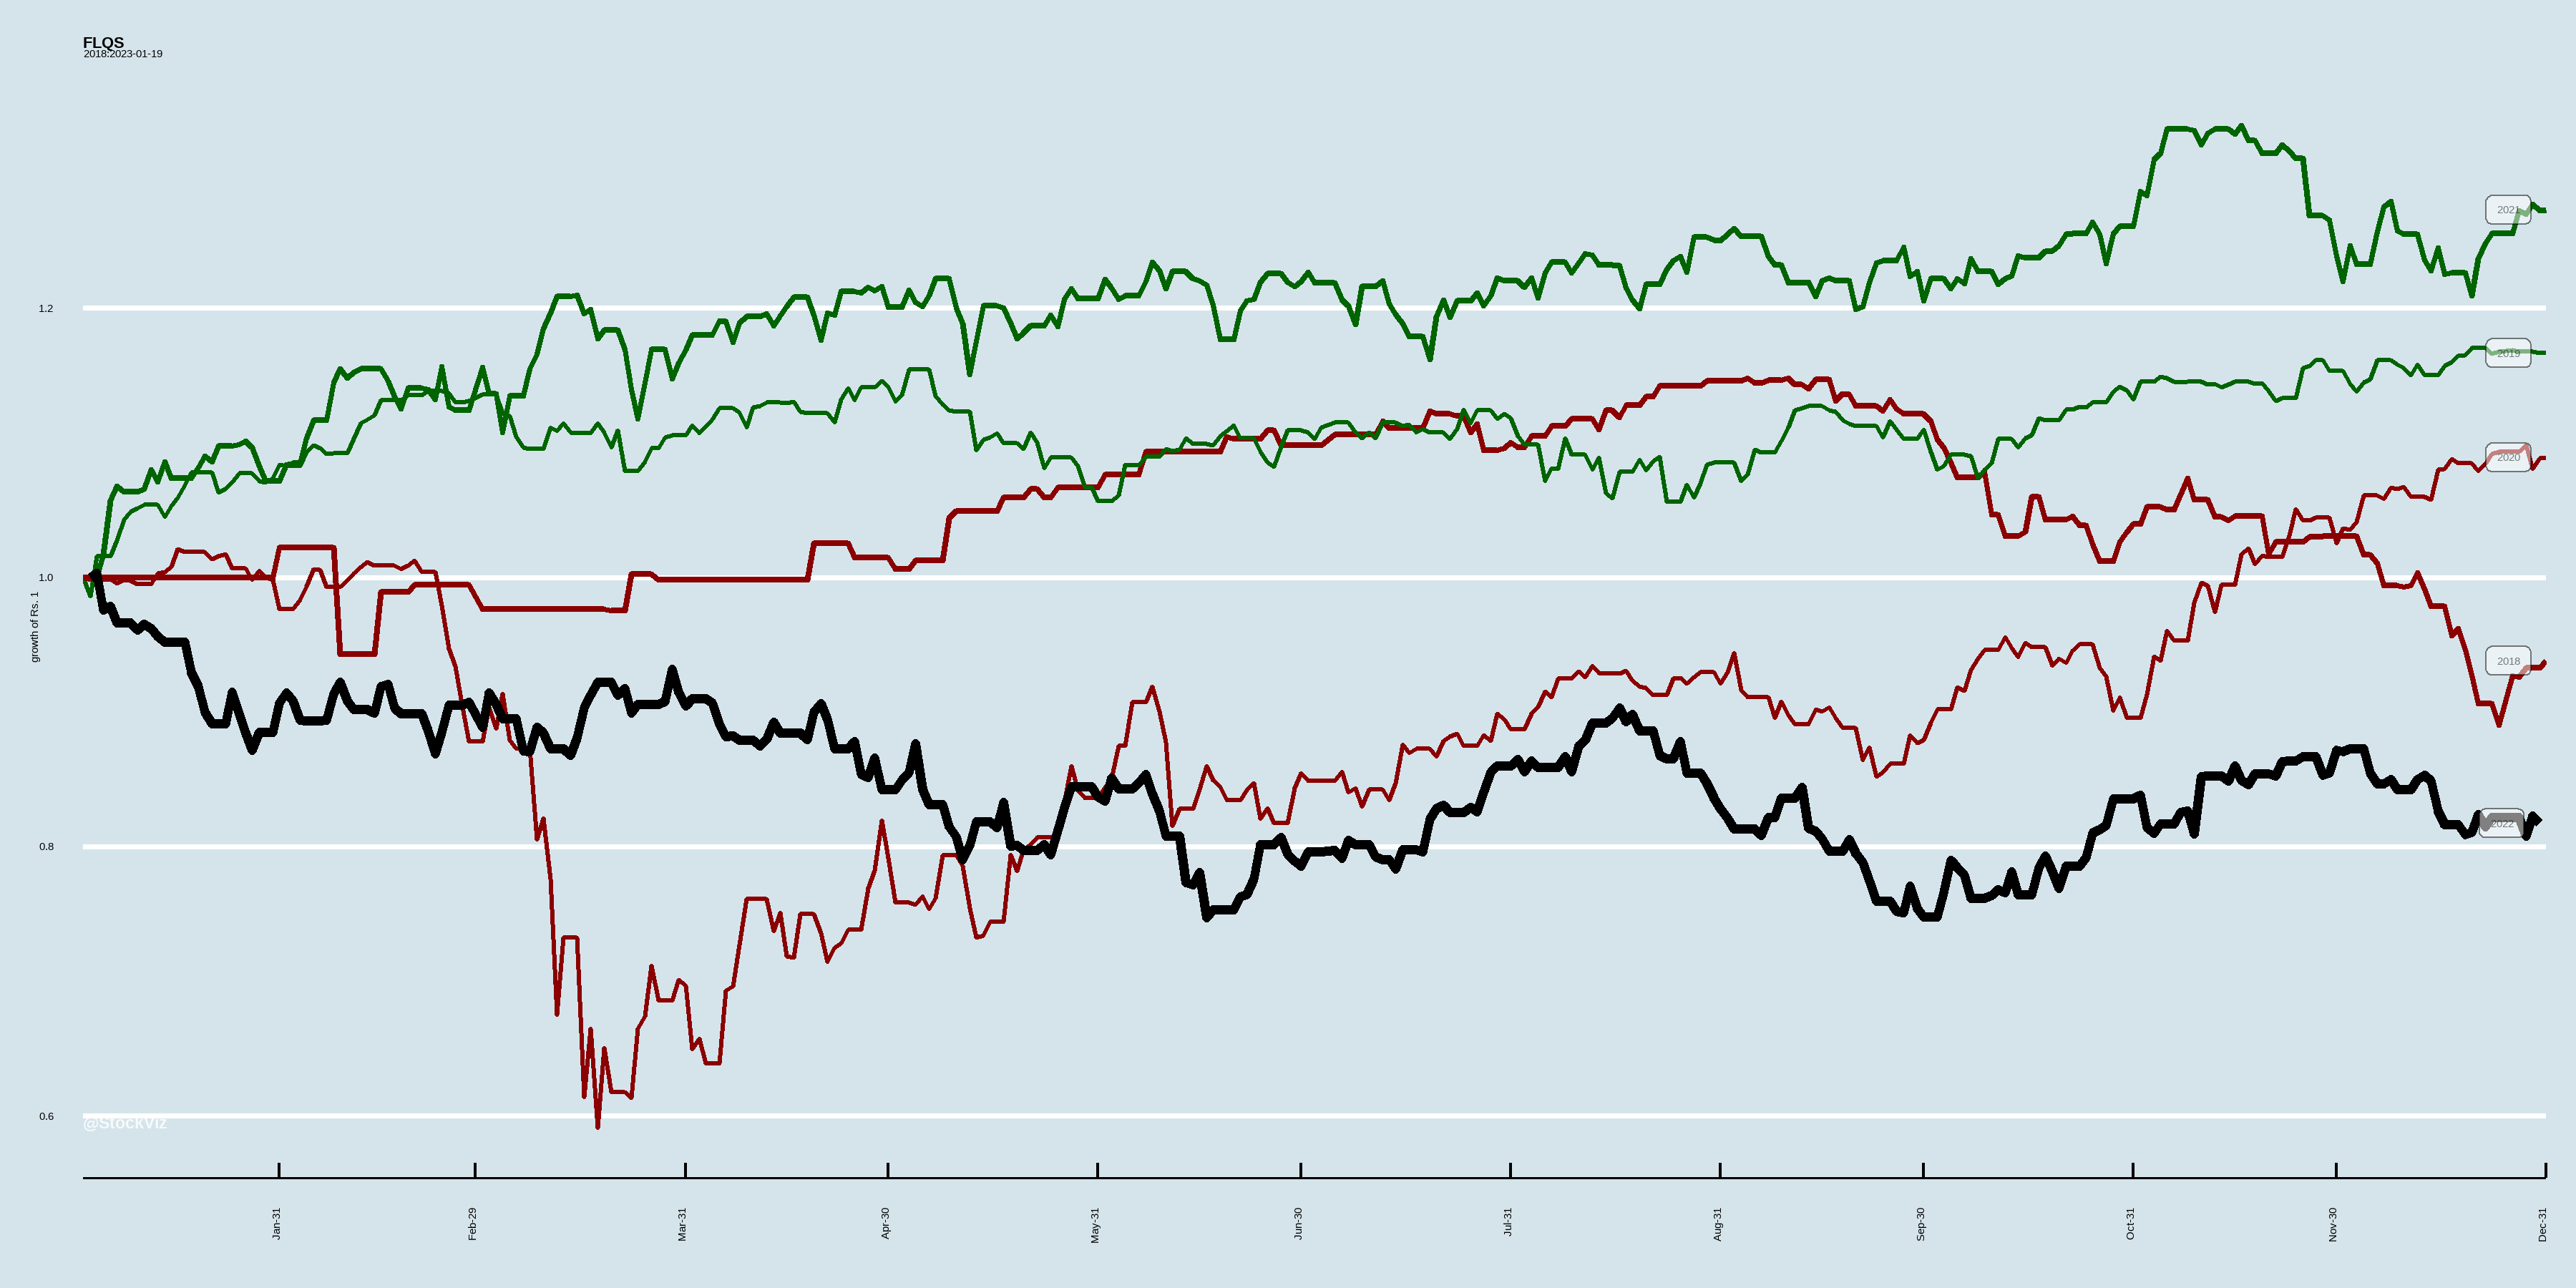 FLQS
2018:2023-01-19
2021
1.2
2019
2020
1.0
growth of Rs. 1
2018
2022
0.8
0.6
@StockViz
Jan-31
Feb-29
Mar-31
Apr-30
May-31
Jun-30
Jul-31
Aug-31
Sep-30
Oct-31
Nov-30
Dec-31